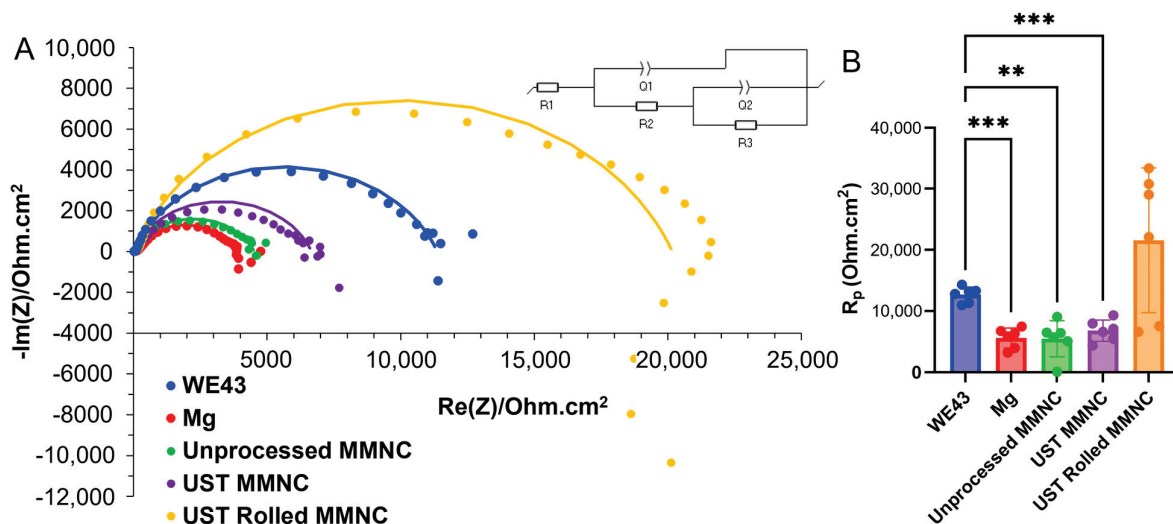 A
10,000
8000
6000
4000
2000
0
-2000
-4000
-6000
-8000
-10,000
-12,000
-Im(Z)/Ohm.cm²
5000
10,000
15,000
20,000
25,000
Re(Z)/Ohm.cm²
R1
Q1
R2
Q2
R3
WE43
Mg
Unprocessed MMNC
UST MMNC
UST Rolled MMNC
B
***
**
***
40,000
30,000
20,000
10,000
0
Rp (Ohm.cm²)
WE43
Mg
Unprocessed MMNC
UST MMNC
UST Rolled MMNC